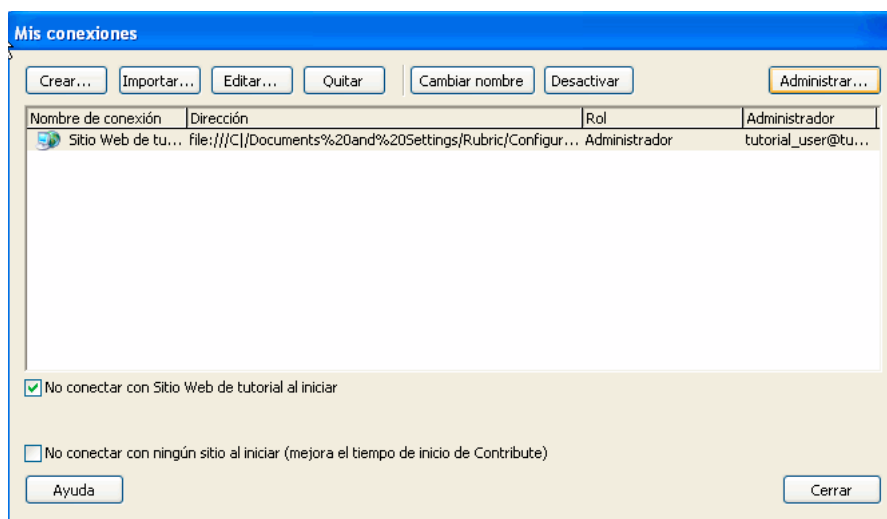 Mis conexiones
Crear... Importar... Editar... Quitar Cambiar nombre Desactivar Administrar...
Nombre de conexión Dirección Rol Administrador
Sitio Web de tu... file:///C|/Documents%20and%20Settings/Rubric/Configur... Administrador tutorial_user@tu...
No conectar con Sitio Web de tutorial al iniciar
No conectar con ningún sitio al iniciar (mejora el tiempo de inicio de Contribute)
Ayuda Cerrar